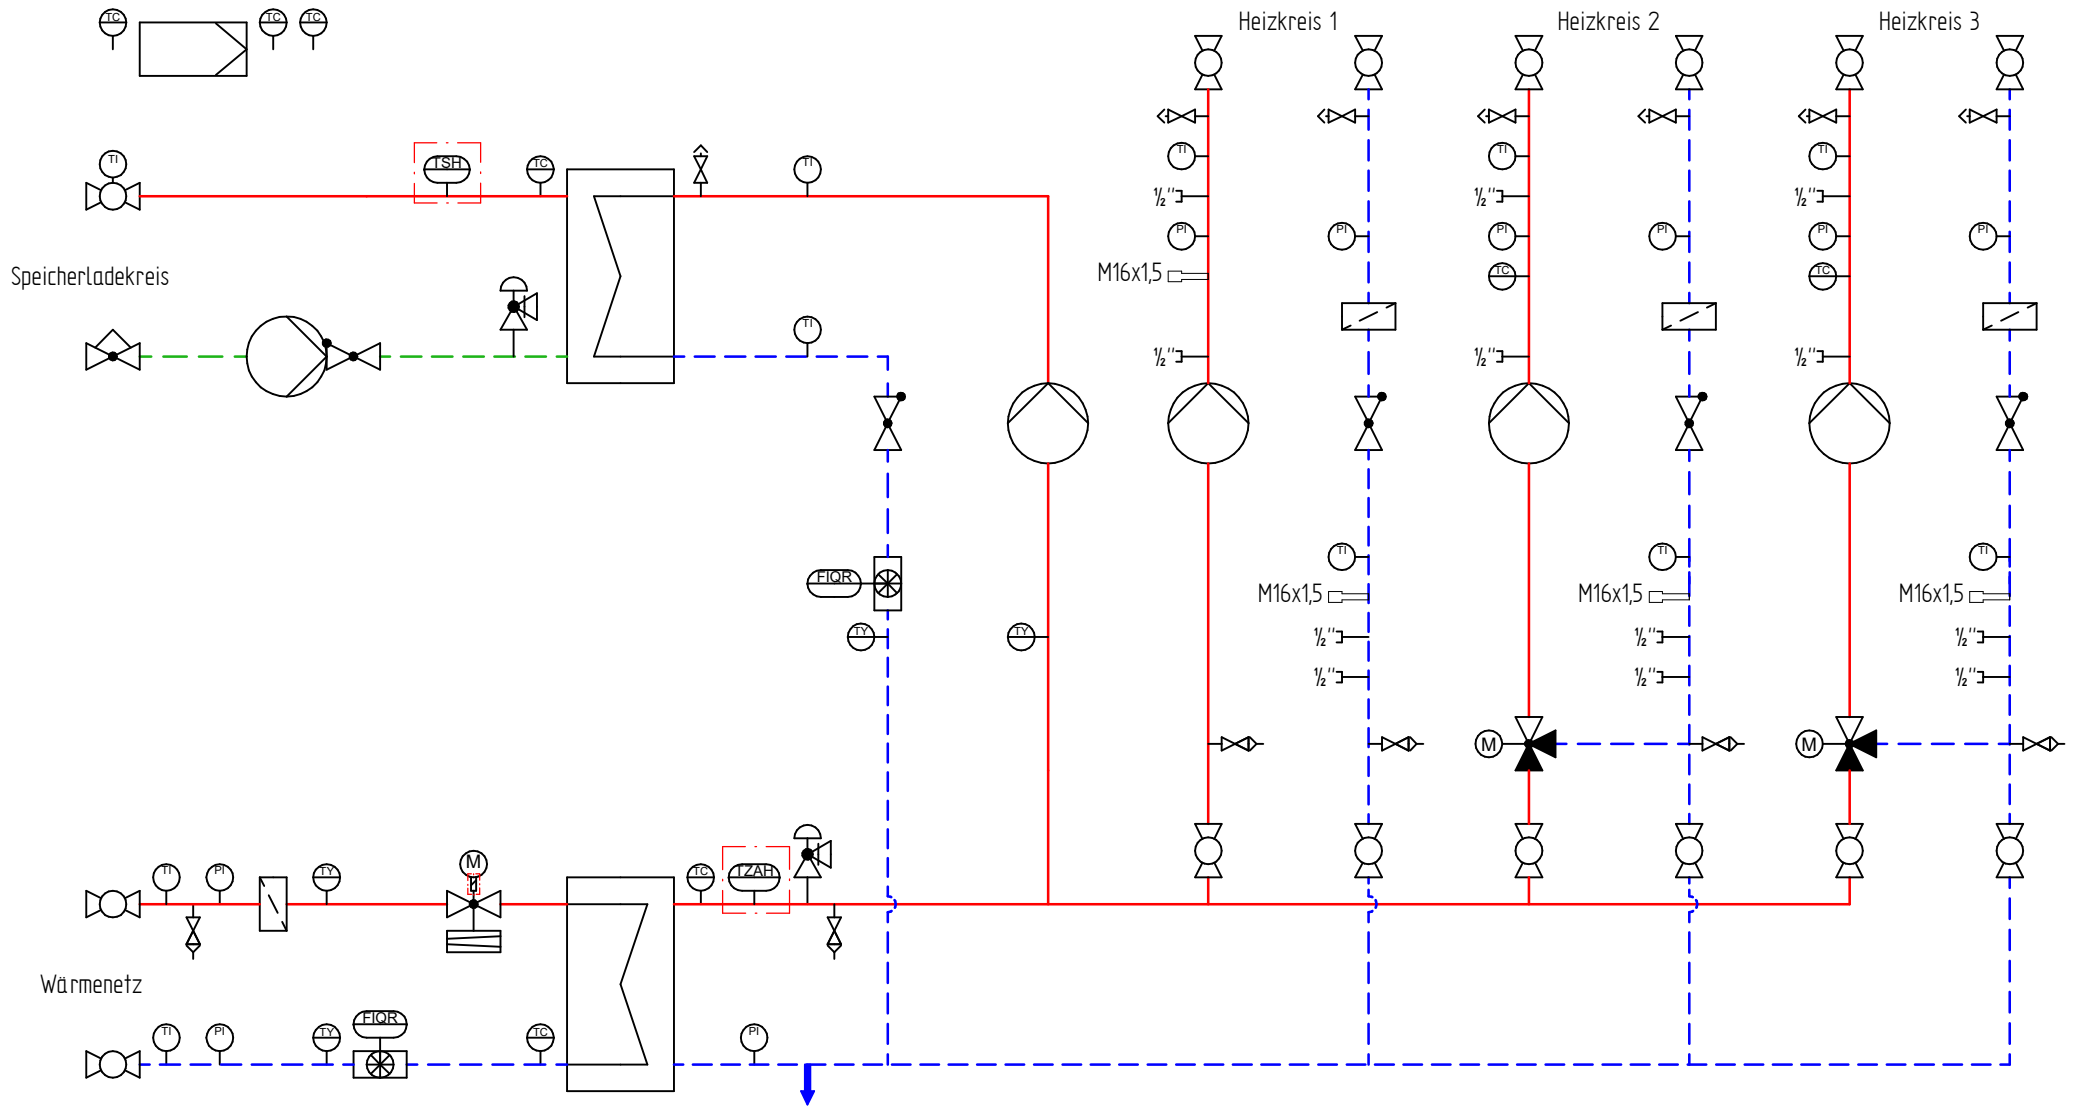 Heizkreis 1 Heizkreis 2 Heizkreis 3
TC TC TC
TI TSH TC TI TI TI TI
½'' ½'' ½''
PI PI PI PI PI PI
Speicherladekreis M16x1,5 TC TC
TI
½'' ½'' ½''
TI TI TI
FIQR
M16x1,5 M16x1,5 M16x1,5
TY TY ½'' ½'' ½''
½'' ½'' ½''
M M
TI PI TY M TC TZAH
Wärmenetz
FIQR
TI PI TY TC PI